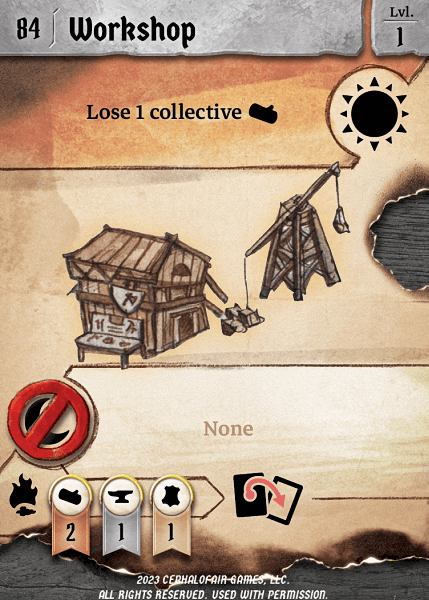 84 Workshop
Lvl.
1
Lose 1 collective
None
2 1 1
2023 CEPHALOFAIR GAMES, LLC.
ALL RIGHTS RESERVED. USED WITH PERMISSION.